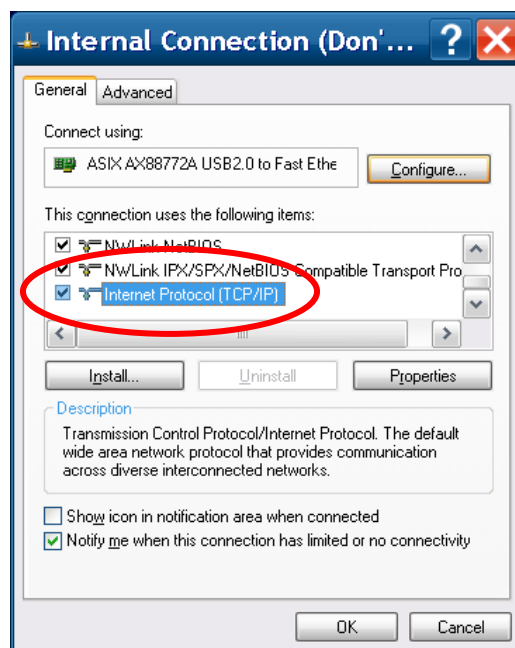 Internal Connection (Don'...
General Advanced
Connect using:
ASIX AX88772A USB2.0 to Fast Ethe
Configure...
This connection uses the following items:
NWLink NetBIOS
NWLink IPX/SPX/NetBIOS Compatible Transport Pro
Internet Protocol (TCP/IP)
Install... Uninstall Properties
Description
Transmission Control Protocol/Internet Protocol. The default
wide area network protocol that provides communication
across diverse interconnected networks.
Show icon in notification area when connected
Notify me when this connection has limited or no connectivity
OK Cancel